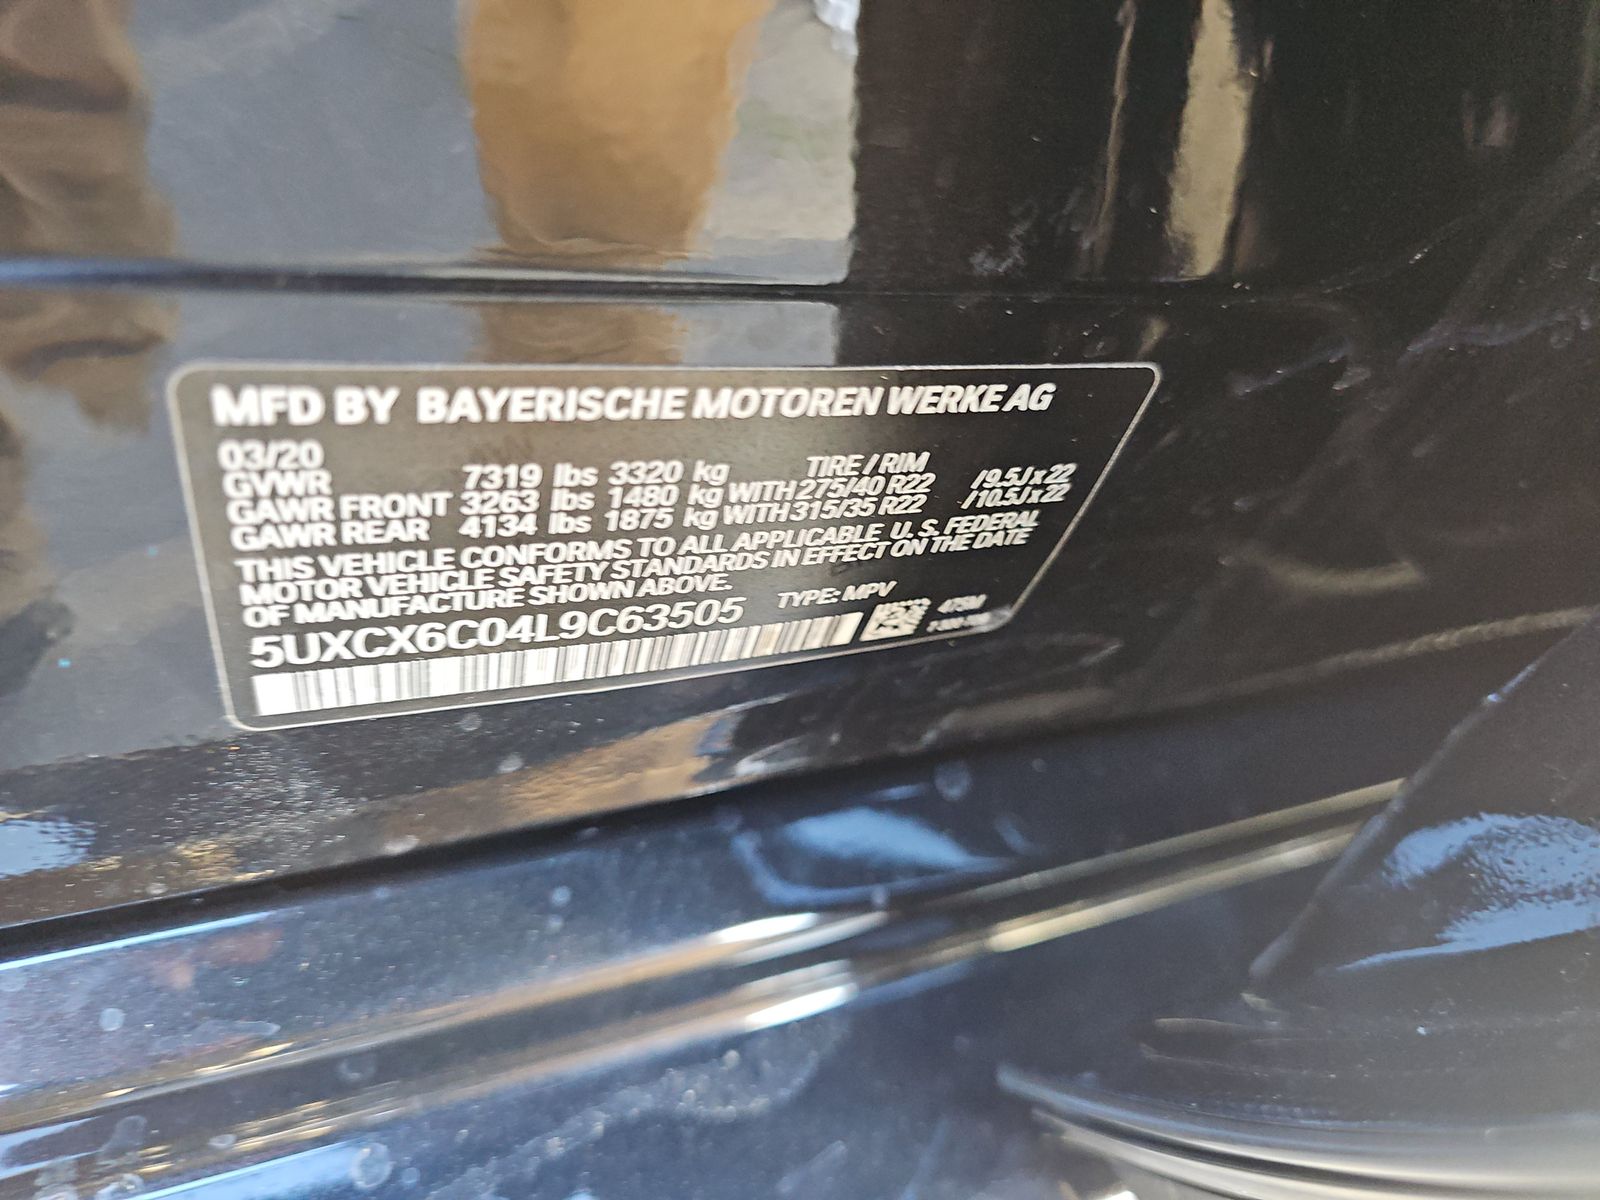 MFD BY BAYERISCHE MOTOREN WERKE AG
03/20 TIRE / RIM
GVWR 7319 lbs 3320 kg
GAWR FRONT 3263 lbs 1480 kg WITH 275/40 R22 /9.5Jx22
GAWR REAR 4134 lbs 1875 kg WITH 315/35 R22 /10.5Jx22
THIS VEHICLE CONFORMS TO ALL APPLICABLE U. S. FEDERAL
MOTOR VEHICLE SAFETY STANDARDS IN EFFECT ON THE DATE
OF MANUFACTURE SHOWN ABOVE.
5UXCX6C04L9C63505 TYPE: MPV
475M